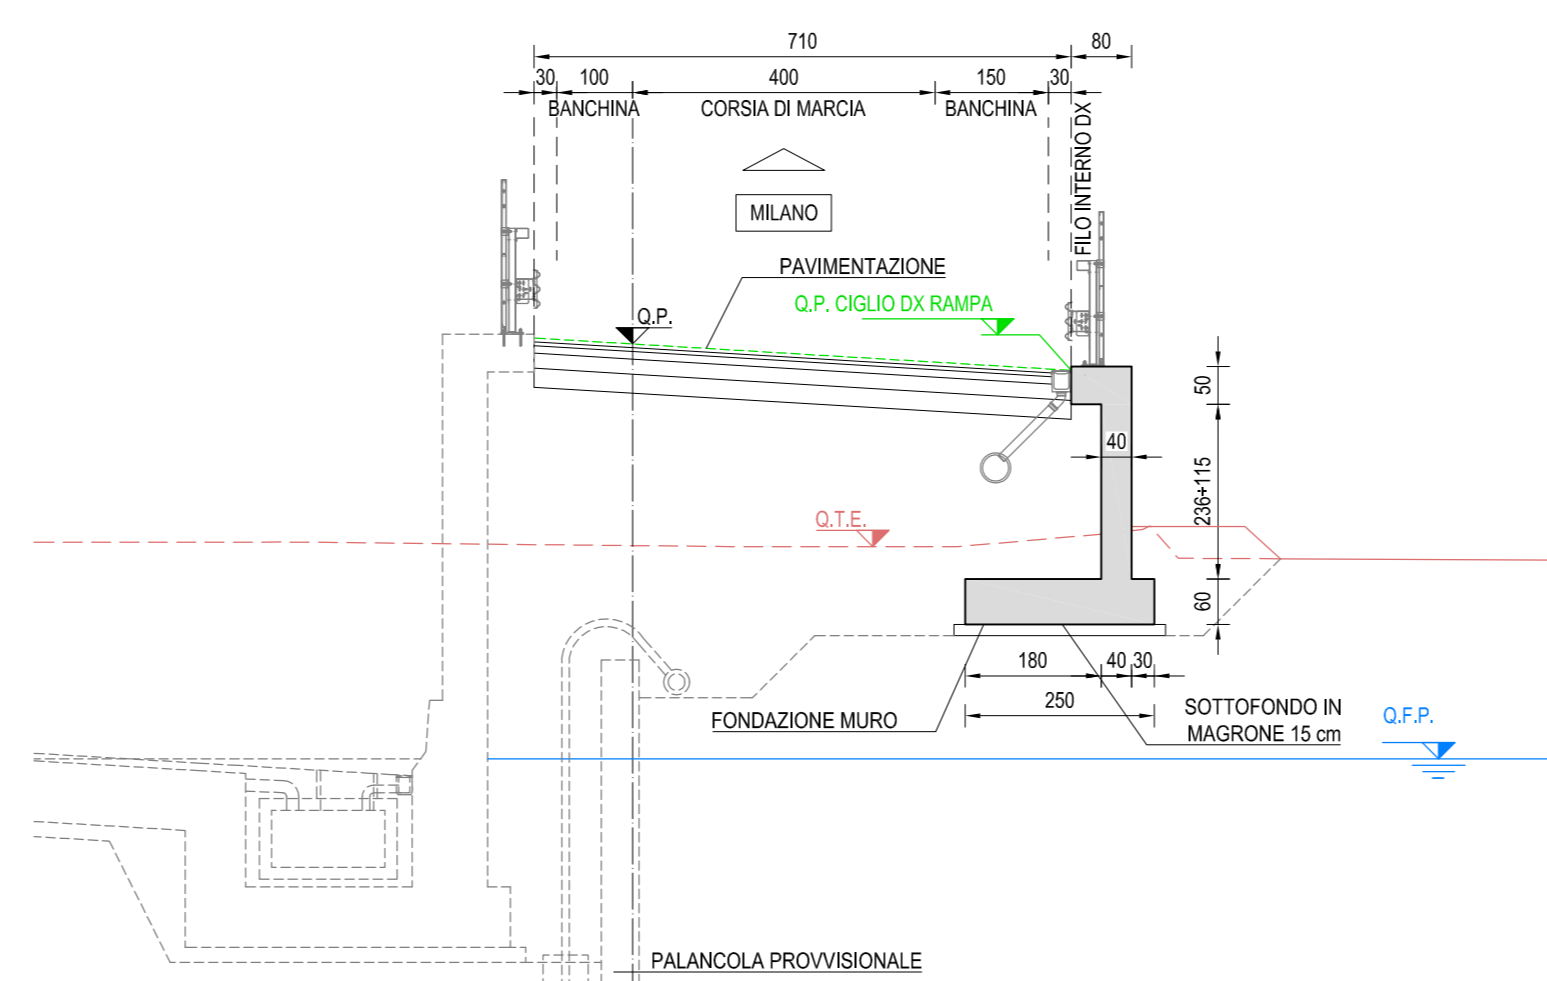 710 80
30 100 400 150 30
BANCHINA CORSIA DI MARCIA BANCHINA
FILO INTERNO DX
MILANO
PAVIMENTAZIONE
Q.P. CIGLIO DX RAMPA
Q.P.
50
40
236÷115
Q.T.E.
60
180 40 30
250
FONDAZIONE MURO
SOTTOFONDO IN
MAGRONE 15 cm
Q.F.P.
PALANCOLA PROVVISIONALE